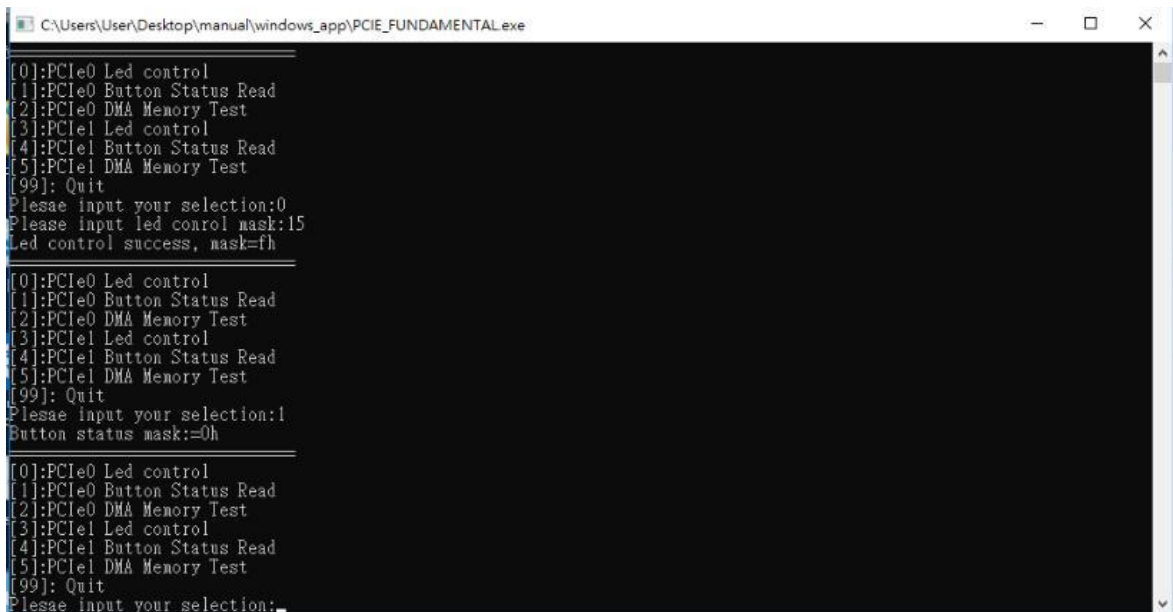 C:\Users\User\Desktop\manual\windows_app\PCIE_FUNDAMENTAL.exe
[0]:PCIe0 Led control
[1]:PCIe0 Button Status Read
[2]:PCIe0 DMA Memory Test
[3]:PCIe1 Led control
[4]:PCIe1 Button Status Read
[5]:PCIe1 DMA Memory Test
[99]: Quit
Plesae input your selection:0
Please input led conrol mask:15
Led control success, mask=fh
[0]:PCIe0 Led control
[1]:PCIe0 Button Status Read
[2]:PCIe0 DMA Memory Test
[3]:PCIe1 Led control
[4]:PCIe1 Button Status Read
[5]:PCIe1 DMA Memory Test
[99]: Quit
Plesae input your selection:1
Button status mask:=0h
[0]:PCIe0 Led control
[1]:PCIe0 Button Status Read
[2]:PCIe0 DMA Memory Test
[3]:PCIe1 Led control
[4]:PCIe1 Button Status Read
[5]:PCIe1 DMA Memory Test
[99]: Quit
Plesae input your selection: